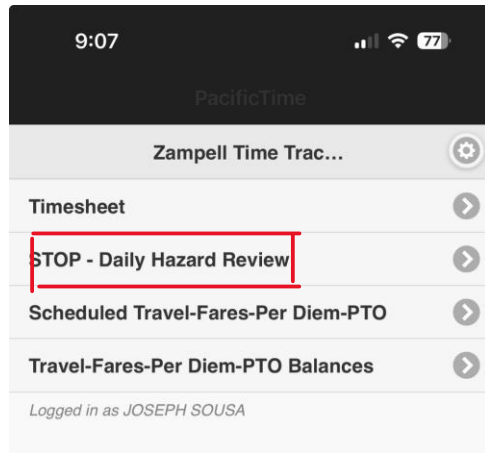 9:07
77
PacificTime
Zampell Time Trac...
Timesheet
STOP - Daily Hazard Review
Scheduled Travel-Fares-Per Diem-PTO
Travel-Fares-Per Diem-PTO Balances
Logged in as JOSEPH SOUSA